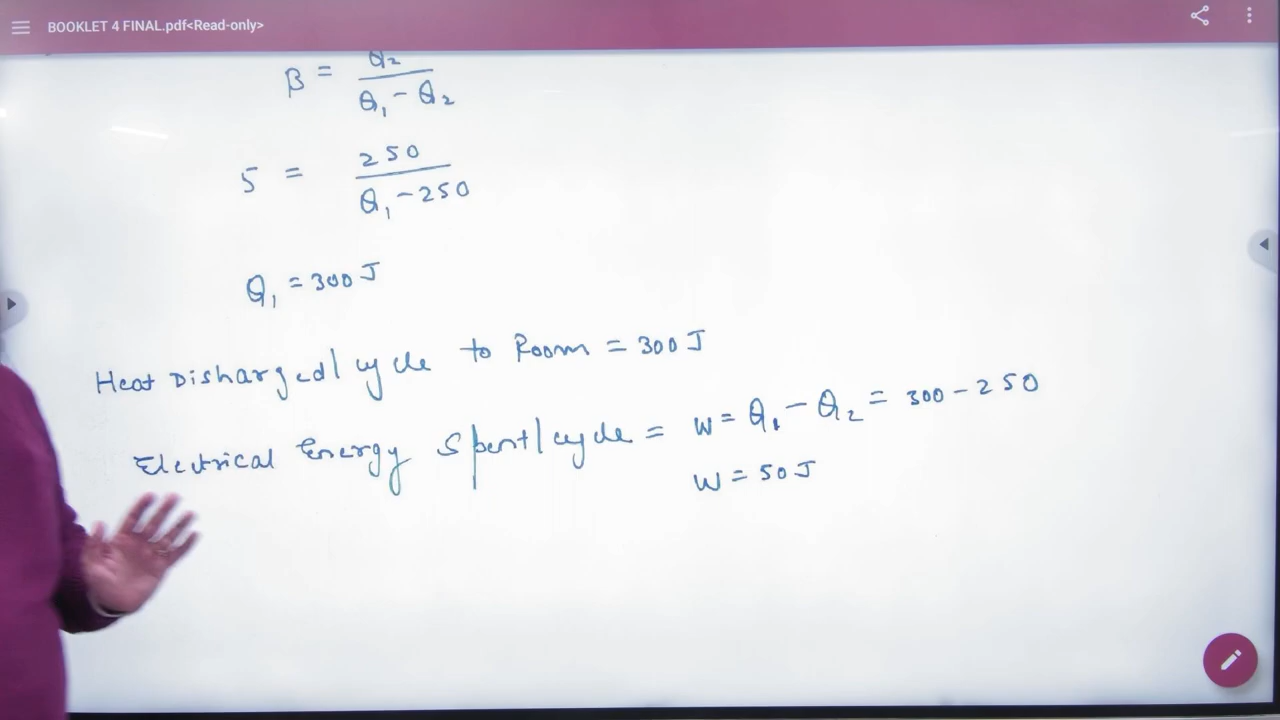 BOOKLET 4 FINAL.pdf<Read-only>
β = Q₂ / Q₁ - Q₂
5 = 250 / Q₁ - 250
Q₁ = 300 J
Heat Disharged/cycle to Room = 300 J
Electrical Energy Spent/cycle = W = Q₁ - Q₂ = 300 - 250
W = 50 J